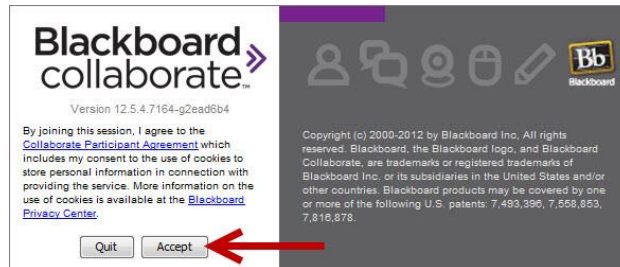 Blackboard
collaborate™
Version 12.5.4.7164-g2ead6b4
By joining this session, I agree to the
Collaborate Participant Agreement which
includes my consent to the use of cookies to
store personal information in connection with
providing the service. More information on the
use of cookies is available at the Blackboard
Privacy Center.
Quit Accept
Bb
Blackboard
Copyright (c) 2000-2012 by Blackboard Inc, All rights
reserved. Blackboard, the Blackboard logo, and Blackboard
Collaborate, are trademarks or registered trademarks of
Blackboard Inc. or its subsidiaries in the United States and/or
other countries. Blackboard products may be covered by one
or more of the following U.S. patents: 7,493,396, 7,558,853,
7,816,878.